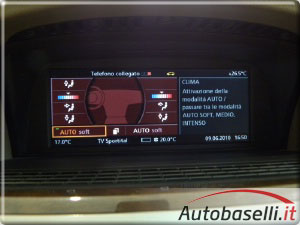 Telefono collegato
+26.5°C
CLIMA
Attivazione della
modalità AUTO /
passare tra le modalità
AUTO SOFT, MEDIO,
INTENSO
AUTO soft
AUTO soft
17.0°C
TV Sportital
20.0°C
09.06.2010
16:50
Autobaselli.it